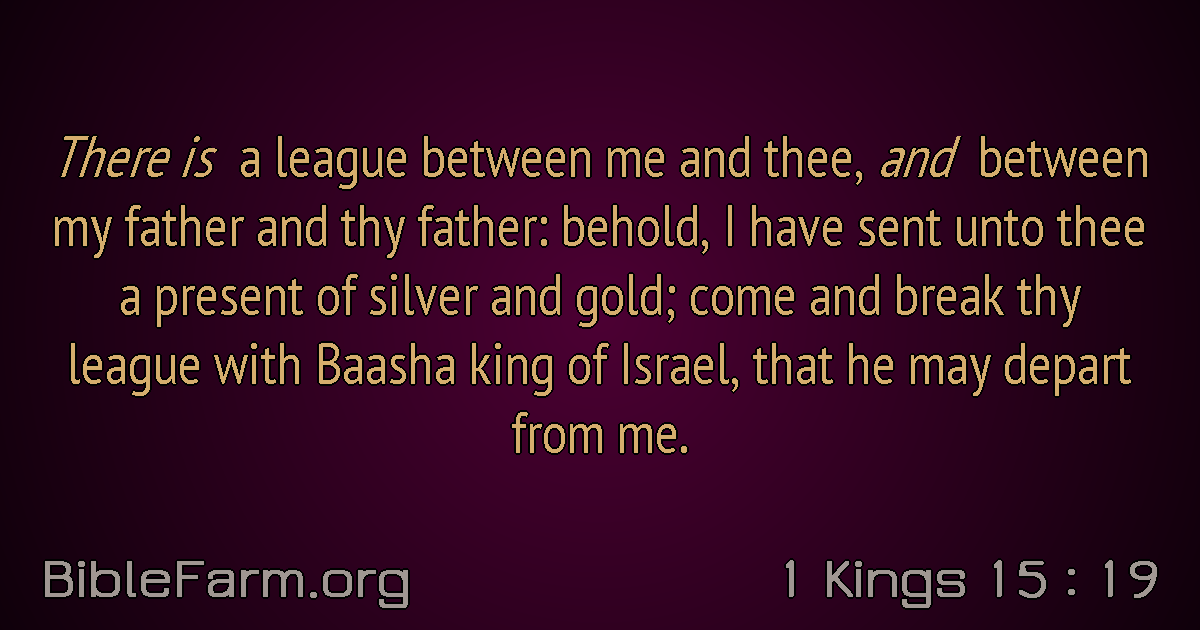 There is a league between me and thee, and between
my father and thy father: behold, I have sent unto thee
a present of silver and gold; come and break thy
league with Baasha king of Israel, that he may depart
from me.
BibleFarm.org
1 Kings 15 : 19